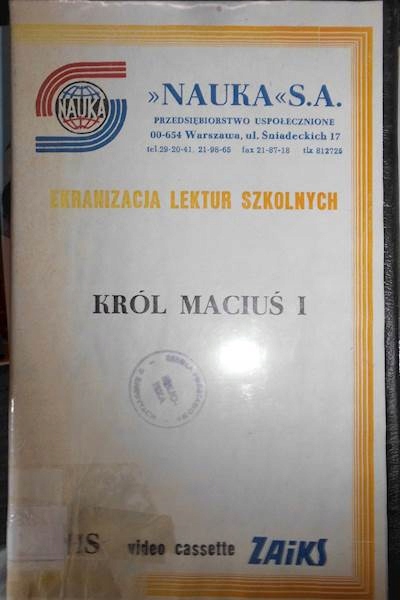 NAUKA
»NAUKA« S.A.
PRZEDSIĘBIORSTWO USPOŁECZNIONE
00-654 Warszawa, ul. Śniadeckich 17
tel. 29-20-41, 21-98-65 fax 21-87-18 tlx 812725
EKRANIZACJA LEKTUR SZKOLNYCH
KRÓL MACIUŚ I
HS video cassette ZAiKS